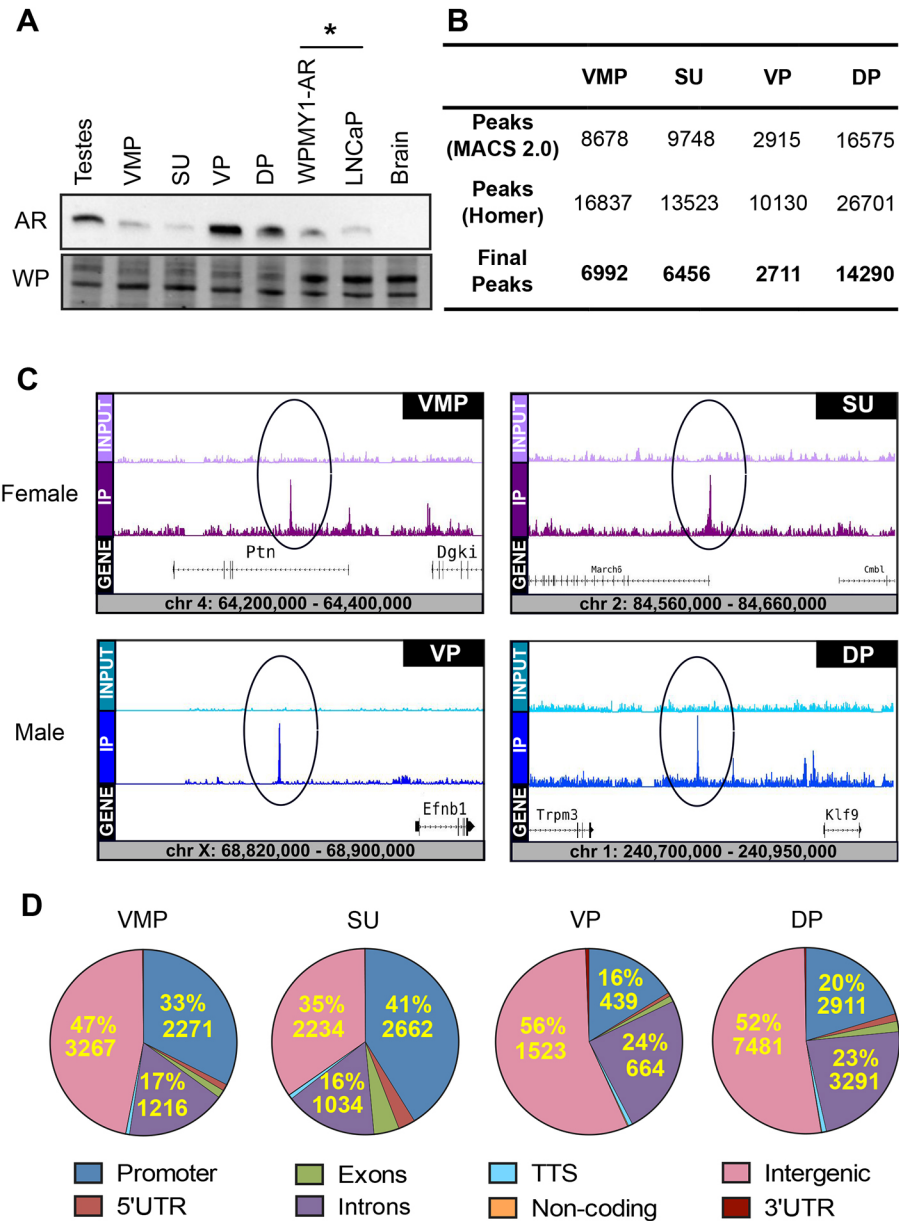 A
*
Testes
VMP
SU
VP
DP
WPMY1-AR
LNCaP
Brain
AR
WP
B
VMP SU VP DP
Peaks
(MACS 2.0) 8678 9748 2915 16575
Peaks
(Homer) 16837 13523 10130 26701
Final
Peaks 6992 6456 2711 14290
C
Female
INPUT
IP
GENE
VMP
Ptn
Dgki
chr 4: 64,200,000 - 64,400,000
INPUT
IP
GENE
SU
March6
Cmbl
chr 2: 84,560,000 - 84,660,000
Male
INPUT
IP
GENE
VP
Efnb1
chr X: 68,820,000 - 68,900,000
INPUT
IP
GENE
DP
Trpm3
Klf9
chr 1: 240,700,000 - 240,950,000
D
VMP
33%
2271
47%
3267
17%
1216
SU
35%
2234
41%
2662
16%
1034
VP
16%
439
56%
1523
24%
664
DP
20%
2911
52%
7481
23%
3291
Promoter Exons TTS Intergenic
5'UTR Introns Non-coding 3'UTR